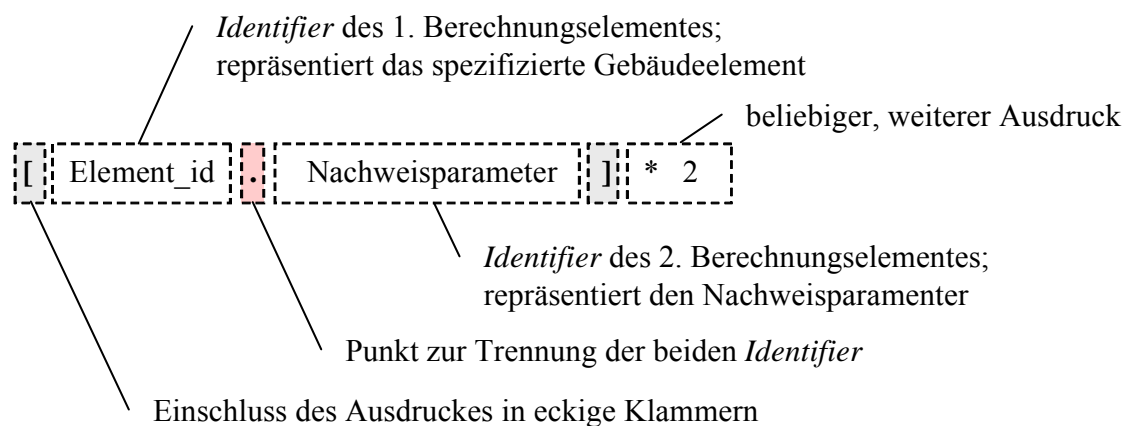 Identifier des 1. Berechnungselementes;
repräsentiert das spezifizierte Gebäudeelement
beliebiger, weiterer Ausdruck
[ Element_id . Nachweisparameter ] * 2
Identifier des 2. Berechnungselementes;
repräsentiert den Nachweisparamenter
Punkt zur Trennung der beiden Identifier
Einschluss des Ausdruckes in eckige Klammern